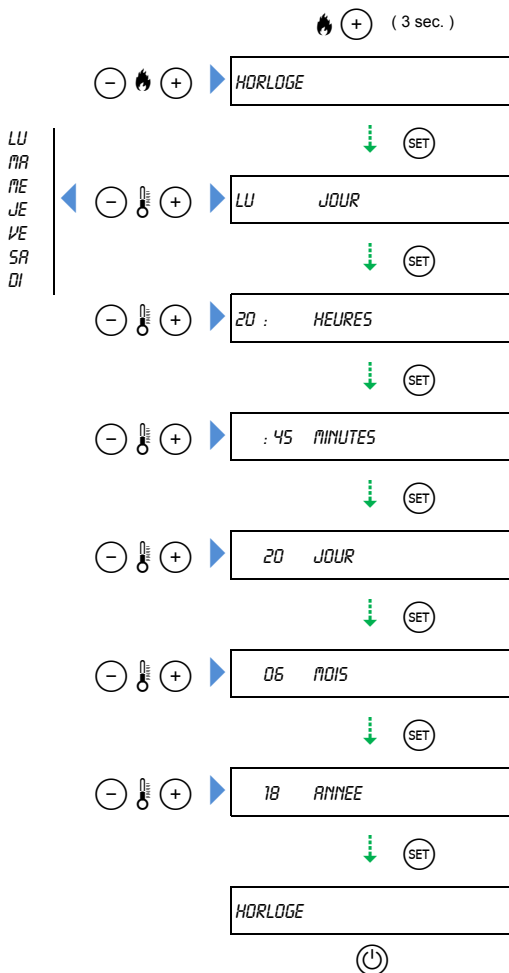 + ( 3 sec. )
− + HORLOGE
SET
LU
MA
ME
JE
VE
SA
DI
− + LU JOUR
SET
− + 20 : HEURES
SET
− + : 45 MINUTES
SET
− + 20 JOUR
SET
− + 06 MOIS
SET
− + 18 ANNEE
SET
HORLOGE